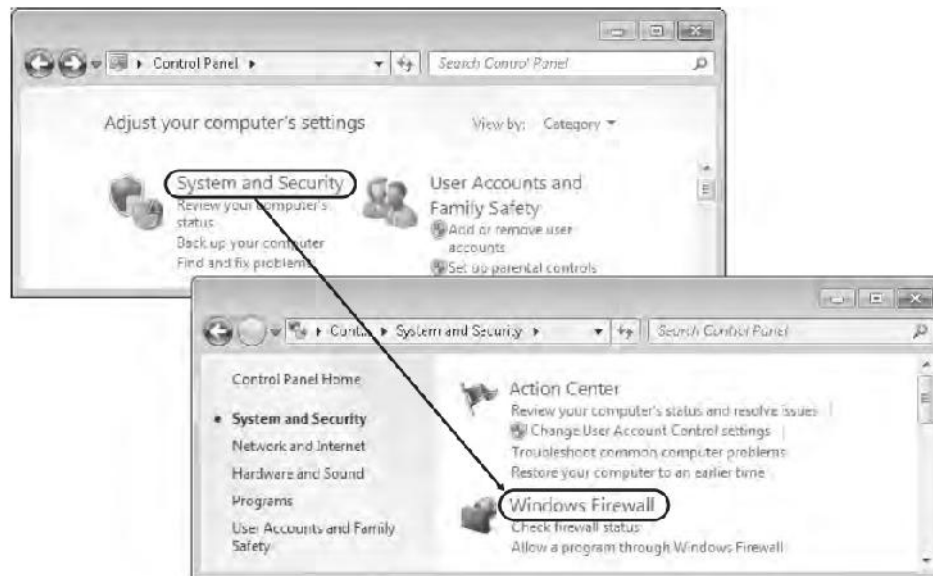 Control Panel
Search Control Panel
Adjust your computer's settings
View by: Category
System and Security
Review your computer's
status
Back up your computer
Find and fix problems
User Accounts and
Family Safety
Add or remove user
accounts
Set up parental controls
Cont... System and Security
Search Control Panel
Control Panel Home
System and Security
Network and Internet
Hardware and Sound
Programs
User Accounts and Family
Safety
Action Center
Review your computer's status and resolve issues
Change User Account Control settings
Troubleshoot common computer problems
Restore your computer to an earlier time
Windows Firewall
Check firewall status
Allow a program through Windows Firewall